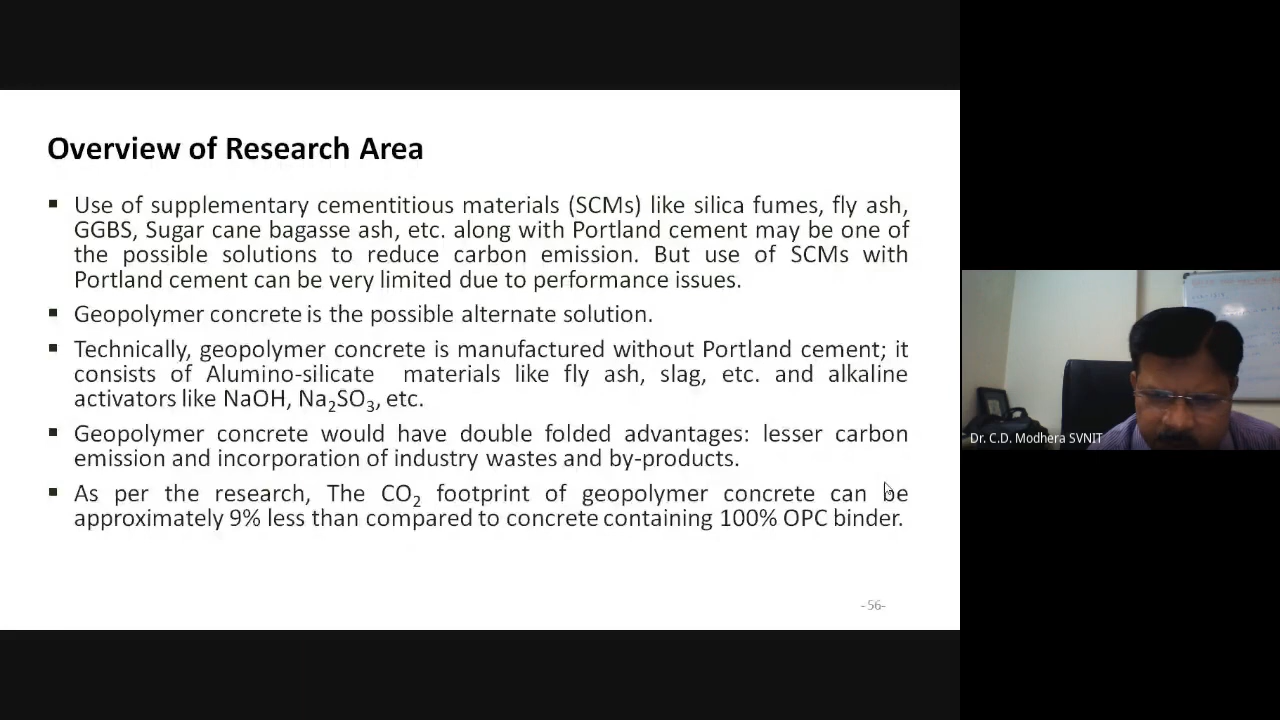 Overview of Research Area
▪ Use of supplementary cementitious materials (SCMs) like silica fumes, fly ash,
GGBS, Sugar cane bagasse ash, etc. along with Portland cement may be one of
the possible solutions to reduce carbon emission. But use of SCMs with
Portland cement can be very limited due to performance issues.
▪ Geopolymer concrete is the possible alternate solution.
▪ Technically, geopolymer concrete is manufactured without Portland cement; it
consists of Alumino-silicate materials like fly ash, slag, etc. and alkaline
activators like NaOH, Na₂SO₃, etc.
▪ Geopolymer concrete would have double folded advantages: lesser carbon
emission and incorporation of industry wastes and by-products.
▪ As per the research, The CO₂ footprint of geopolymer concrete can be
approximately 9% less than compared to concrete containing 100% OPC binder.
-56-
Dr. C.D. Modhera SVNIT